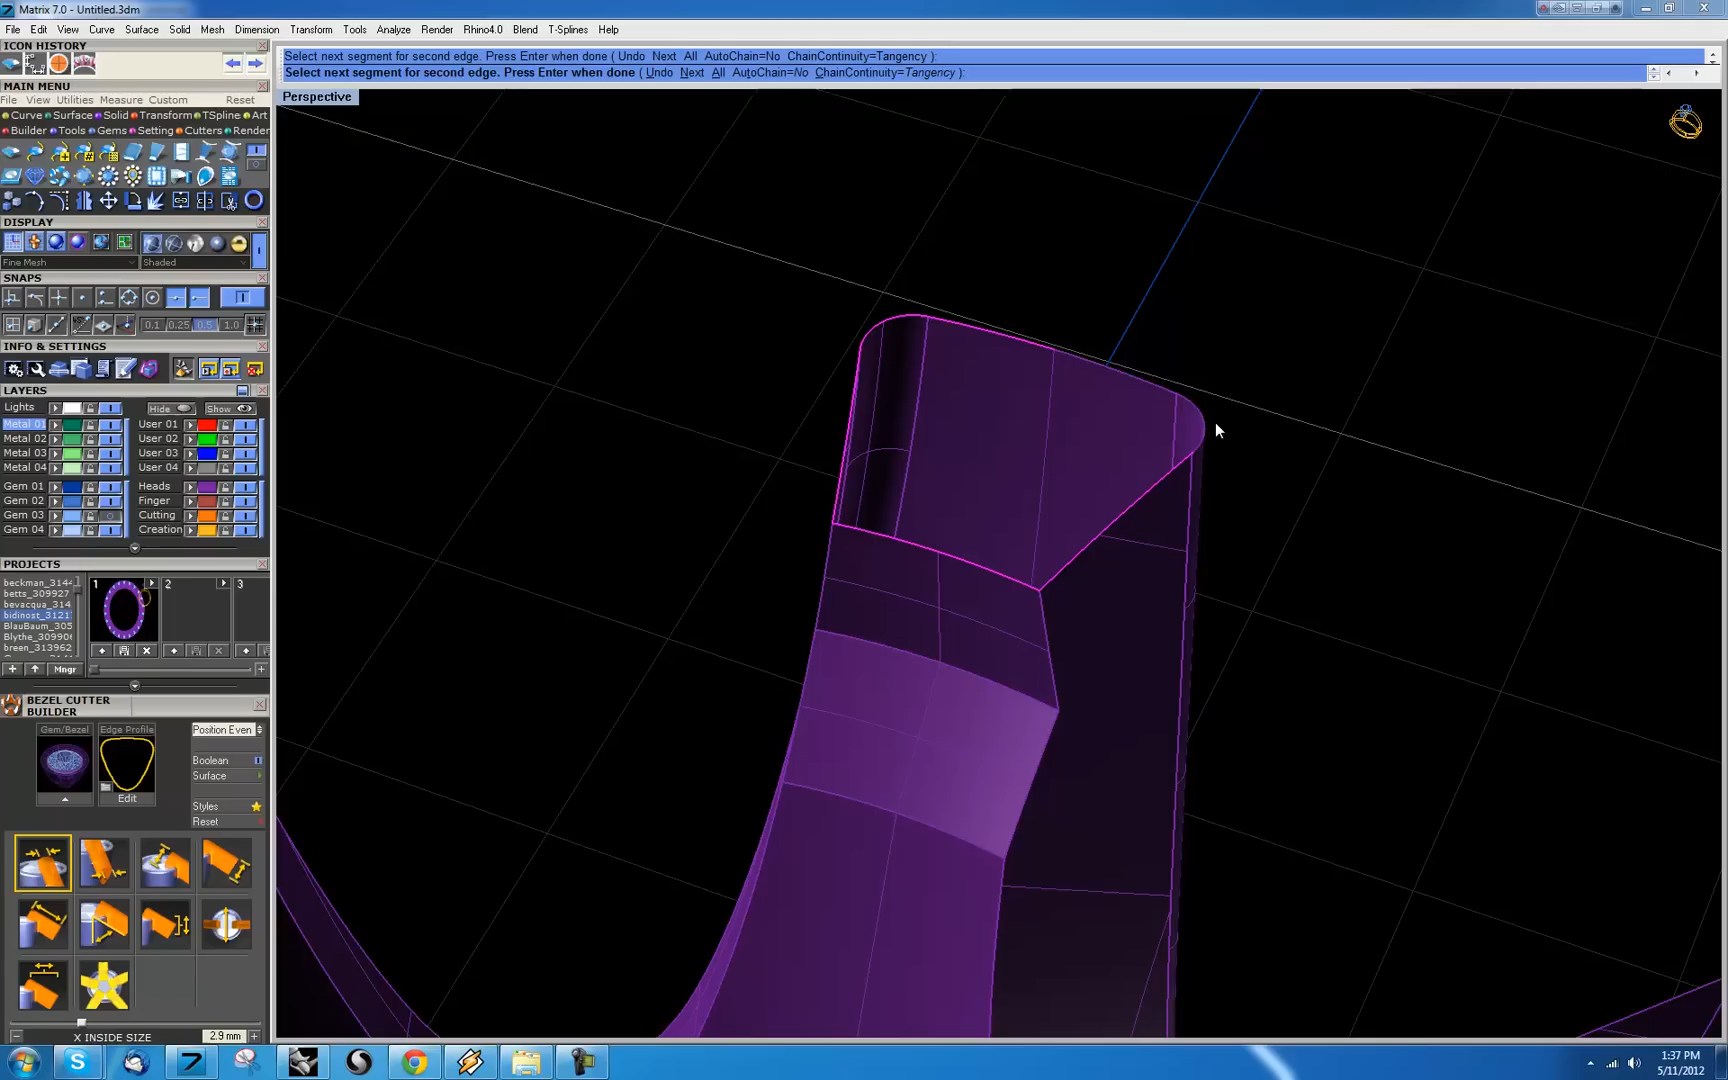 Matrix 7.0 - Untitled.3dm
File Edit View Curve Surface Solid Mesh Dimension Transform Tools Analyze Render Rhino4.0 Blend T-Splines Help
ICON HISTORY
Select next segment for second edge. Press Enter when done ( Undo Next All AutoChain=No ChainContinuity=Tangency ):
Select next segment for second edge. Press Enter when done ( Undo Next All AutoChain=No ChainContinuity=Tangency ):
MAIN MENU
File View Utilities Measure Custom Reset
Perspective
Curve Surface Solid Transform TSpline Art
Builder Tools Gems Setting Cutters Render
DISPLAY
Fine Mesh Shaded
SNAPS
0.1 0.25 0.5 1.0
INFO & SETTINGS
LAYERS
Lights Hide Show
Metal 01 User 01
Metal 02 User 02
Metal 03 User 03
Metal 04 User 04
Gem 01 Heads
Gem 02 Finger
Gem 03 Cutting
Gem 04 Creation
PROJECTS
beckman_314
betts_309927
bevacqua_314
bidinost_3121
BlauBaum_305
Blythe_30990
breen_313962
1 2 3
Mngr
BEZEL CUTTER
BUILDER
Gem/Bezel Edge Profile Position Even
Boolean
Surface
Edit
Styles
Reset
X INSIDE SIZE 2.9 mm
1:37 PM
5/11/2012